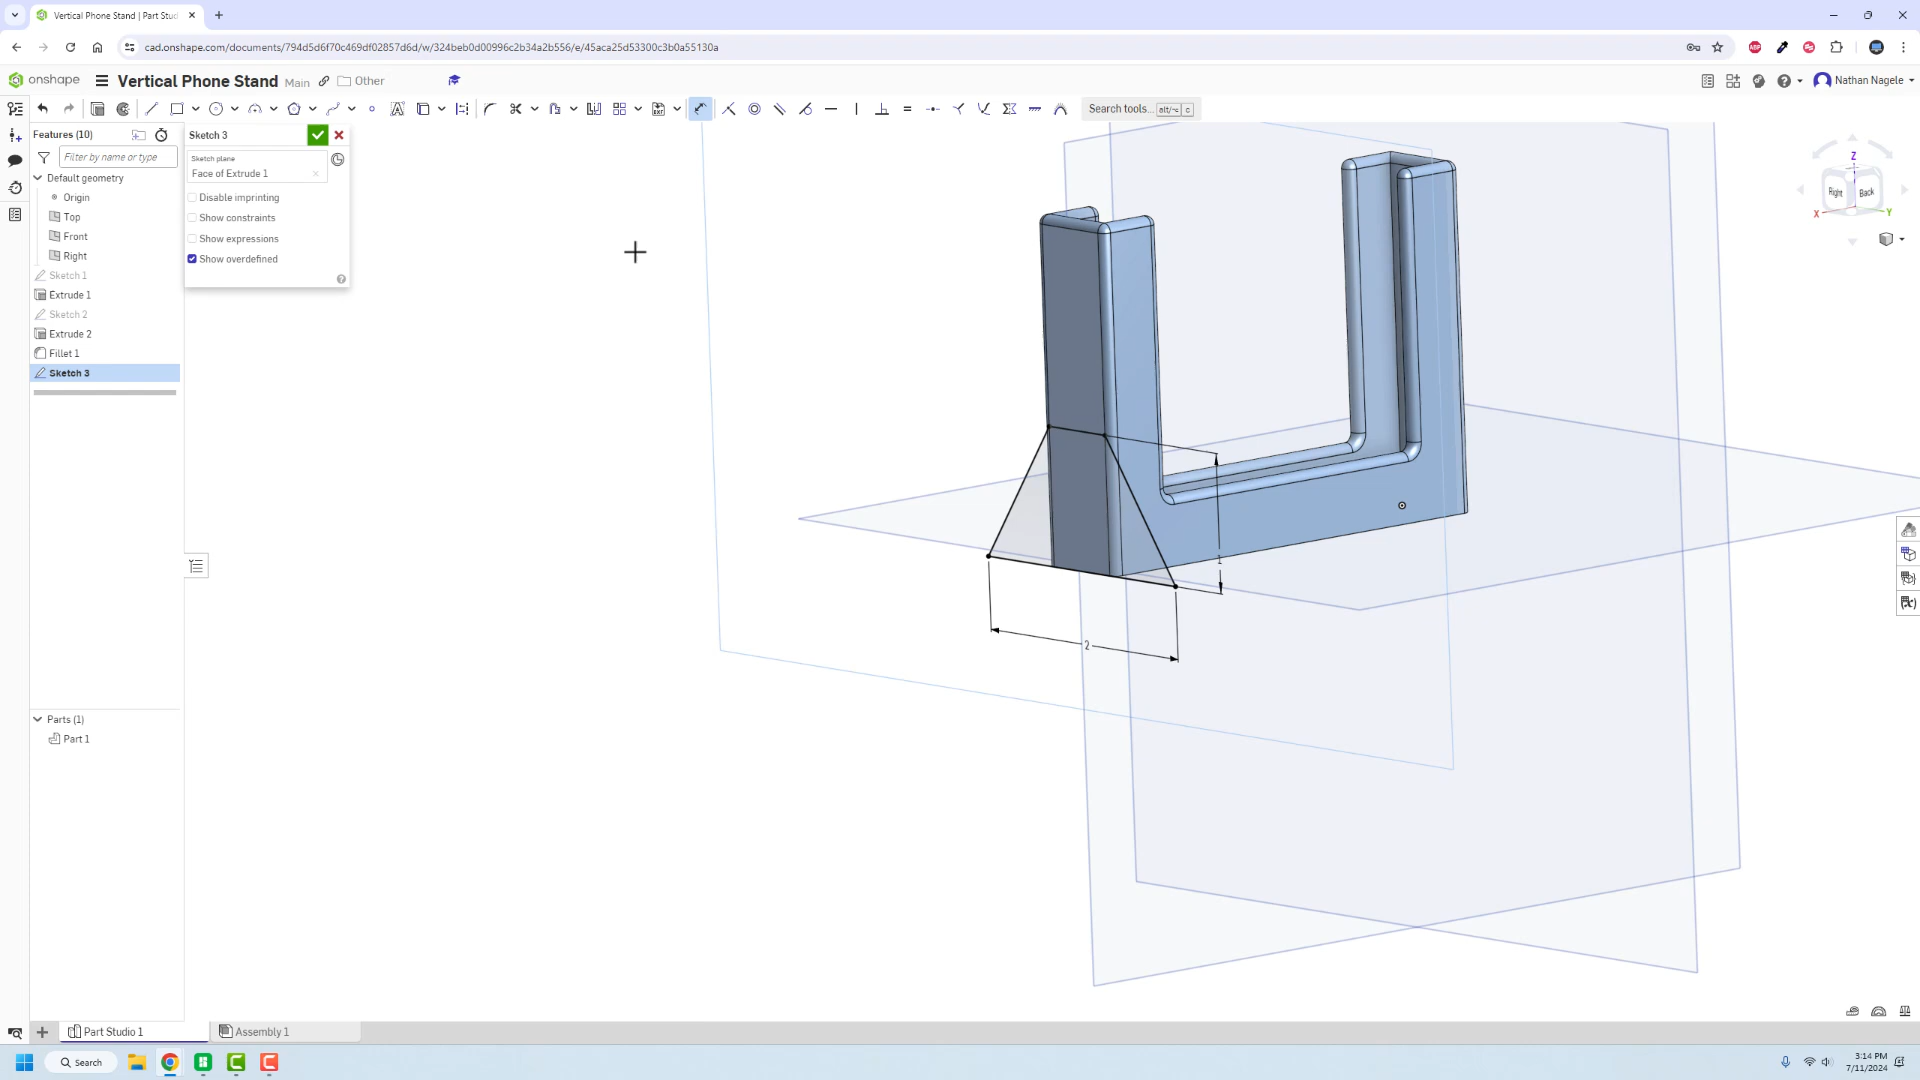 Vertical Phone Stand | Part Studi
cad.onshape.com/documents/794d5d6f70c469df02857d6d/w/324beb0d00996c2b34a2b556/e/45aca25d53300c3b0a55130a
ABP
onshape
Vertical Phone Stand
Main
Other
Nathan Nagele
Search tools...
alt/⌥
c
Features (10)
Filter by name or type
Default geometry
Origin
Top
Front
Right
Sketch 1
Extrude 1
Sketch 2
Extrude 2
Fillet 1
Sketch 3
Sketch 3
Sketch plane
Face of Extrude 1
Disable imprinting
Show constraints
Show expressions
Show overdefined
Z
Right
Back
X
Y
1
2
Parts (1)
Part 1
Part Studio 1
Assembly 1
Search
3:14 PM
7/11/2024